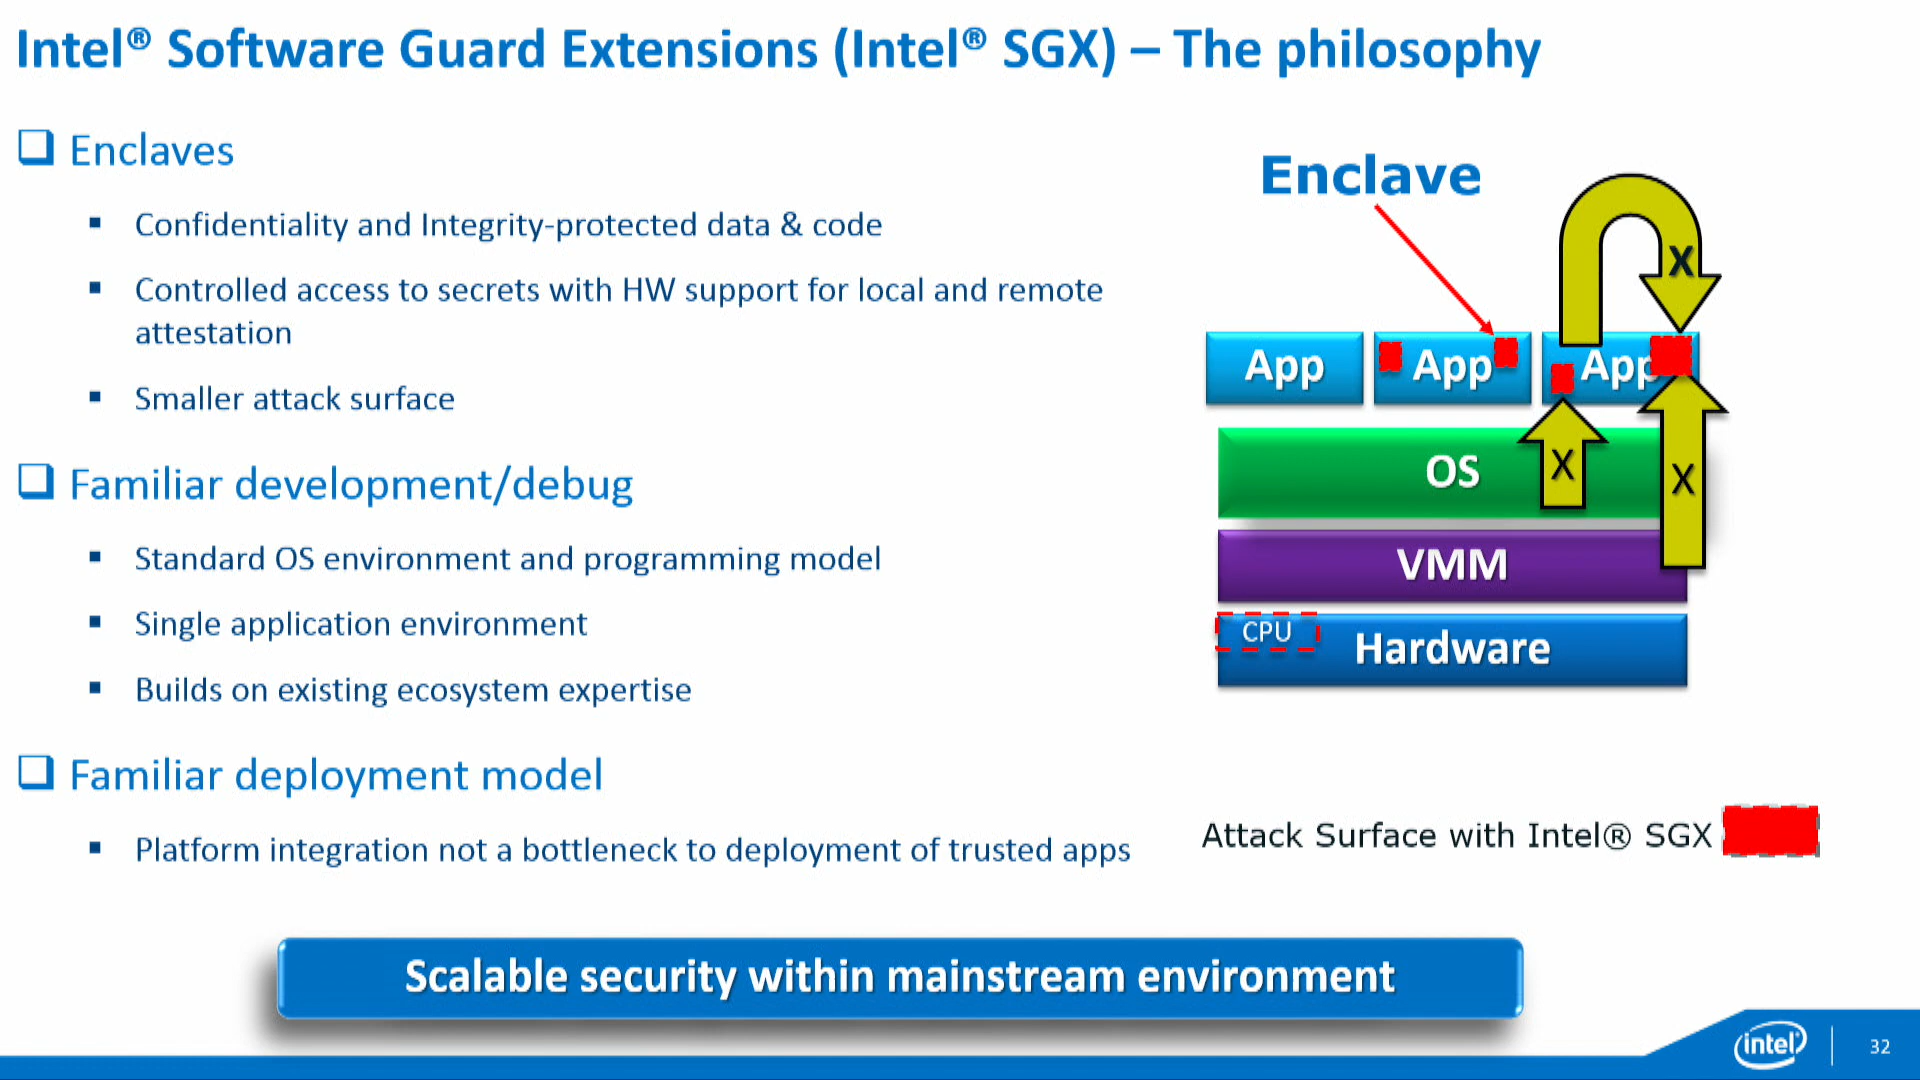 Intel® Software Guard Extensions (Intel® SGX) – The philosophy
Enclaves
Confidentiality and Integrity-protected data & code
Controlled access to secrets with HW support for local and remote
attestation
Smaller attack surface
Familiar development/debug
Standard OS environment and programming model
Single application environment
Builds on existing ecosystem expertise
Familiar deployment model
Platform integration not a bottleneck to deployment of trusted apps
Enclave
X
App
App
App
OS
X
X
VMM
CPU
Hardware
Attack Surface with Intel® SGX
Scalable security within mainstream environment
intel
32